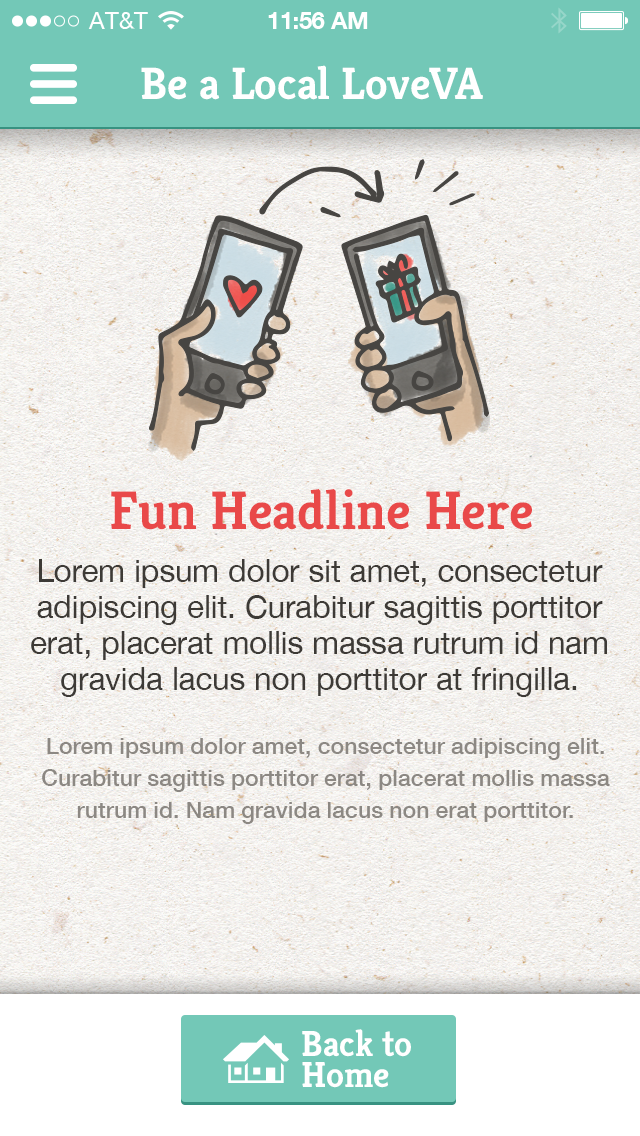 AT&T 11:56 AM
Be a Local LoveVA
Fun Headline Here
Lorem ipsum dolor sit amet, consectetur
adipiscing elit. Curabitur sagittis porttitor
erat, placerat mollis massa rutrum id nam
gravida lacus non porttitor at fringilla.
Lorem ipsum dolor amet, consectetur adipiscing elit.
Curabitur sagittis porttitor erat, placerat mollis massa
rutrum id. Nam gravida lacus non erat porttitor.
Back to
Home